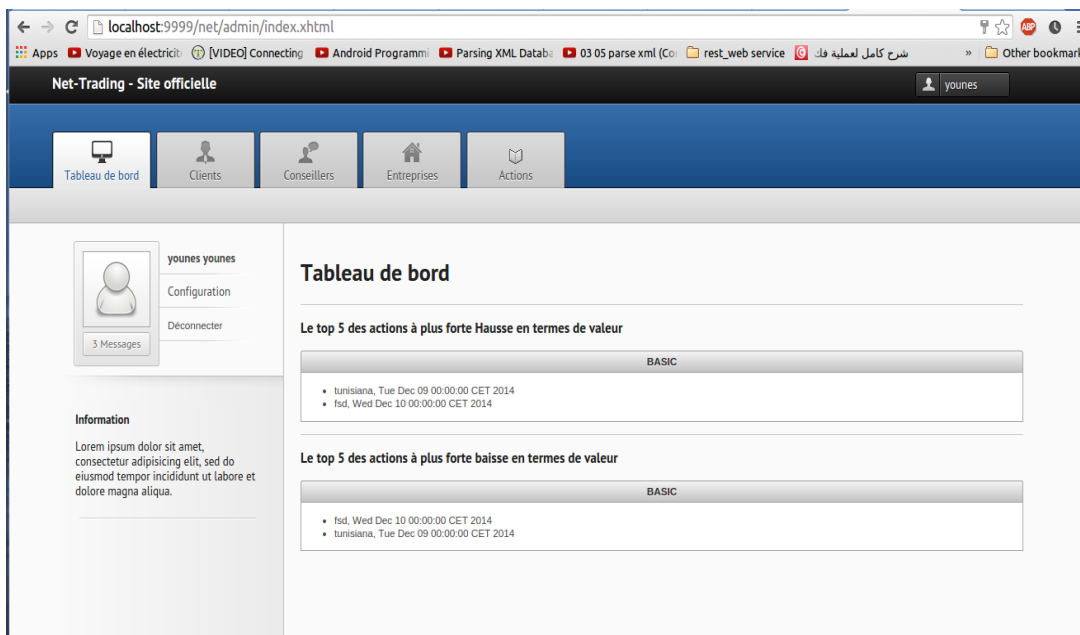 localhost:9999/net/admin/index.xhtml
ABP
Apps Voyage en électricit [VIDEO] Connecting Android Programmi Parsing XML Databa 03 05 parse xml (Co rest_web service شرح كامل لعملية فك » Other bookmark
Net-Trading - Site officielle
younes
Tableau de bord
Clients
Conseillers
Entreprises
Actions
younes younes
Configuration
Déconnecter
3 Messages
Information
Lorem ipsum dolor sit amet,
consectetur adipisicing elit, sed do
eiusmod tempor incididunt ut labore et
dolore magna aliqua.
Tableau de bord
Le top 5 des actions à plus forte Hausse en termes de valeur
BASIC
tunisiana, Tue Dec 09 00:00:00 CET 2014
fsd, Wed Dec 10 00:00:00 CET 2014
Le top 5 des actions à plus forte baisse en termes de valeur
BASIC
fsd, Wed Dec 10 00:00:00 CET 2014
tunisiana, Tue Dec 09 00:00:00 CET 2014